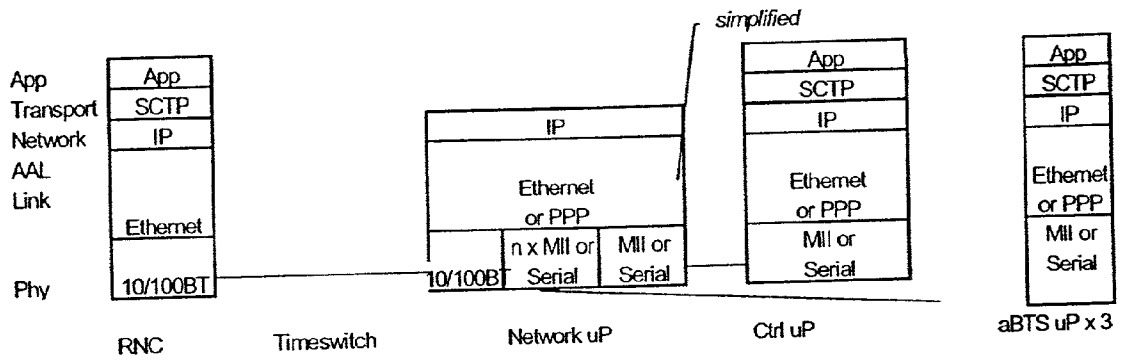 simplified
App
Transport
Network
AAL
Link
Phy
App
SCTP
IP
Ethernet
10/100BT
IP
Ethernet
or PPP
10/100BT
n x MII or
Serial
MII or
Serial
App
SCTP
IP
Ethernet
or PPP
MII or
Serial
App
SCTP
IP
Ethernet
or PPP
MII or
Serial
RNC
Timeswitch
Network uP
Ctrl uP
aBTS uP x 3